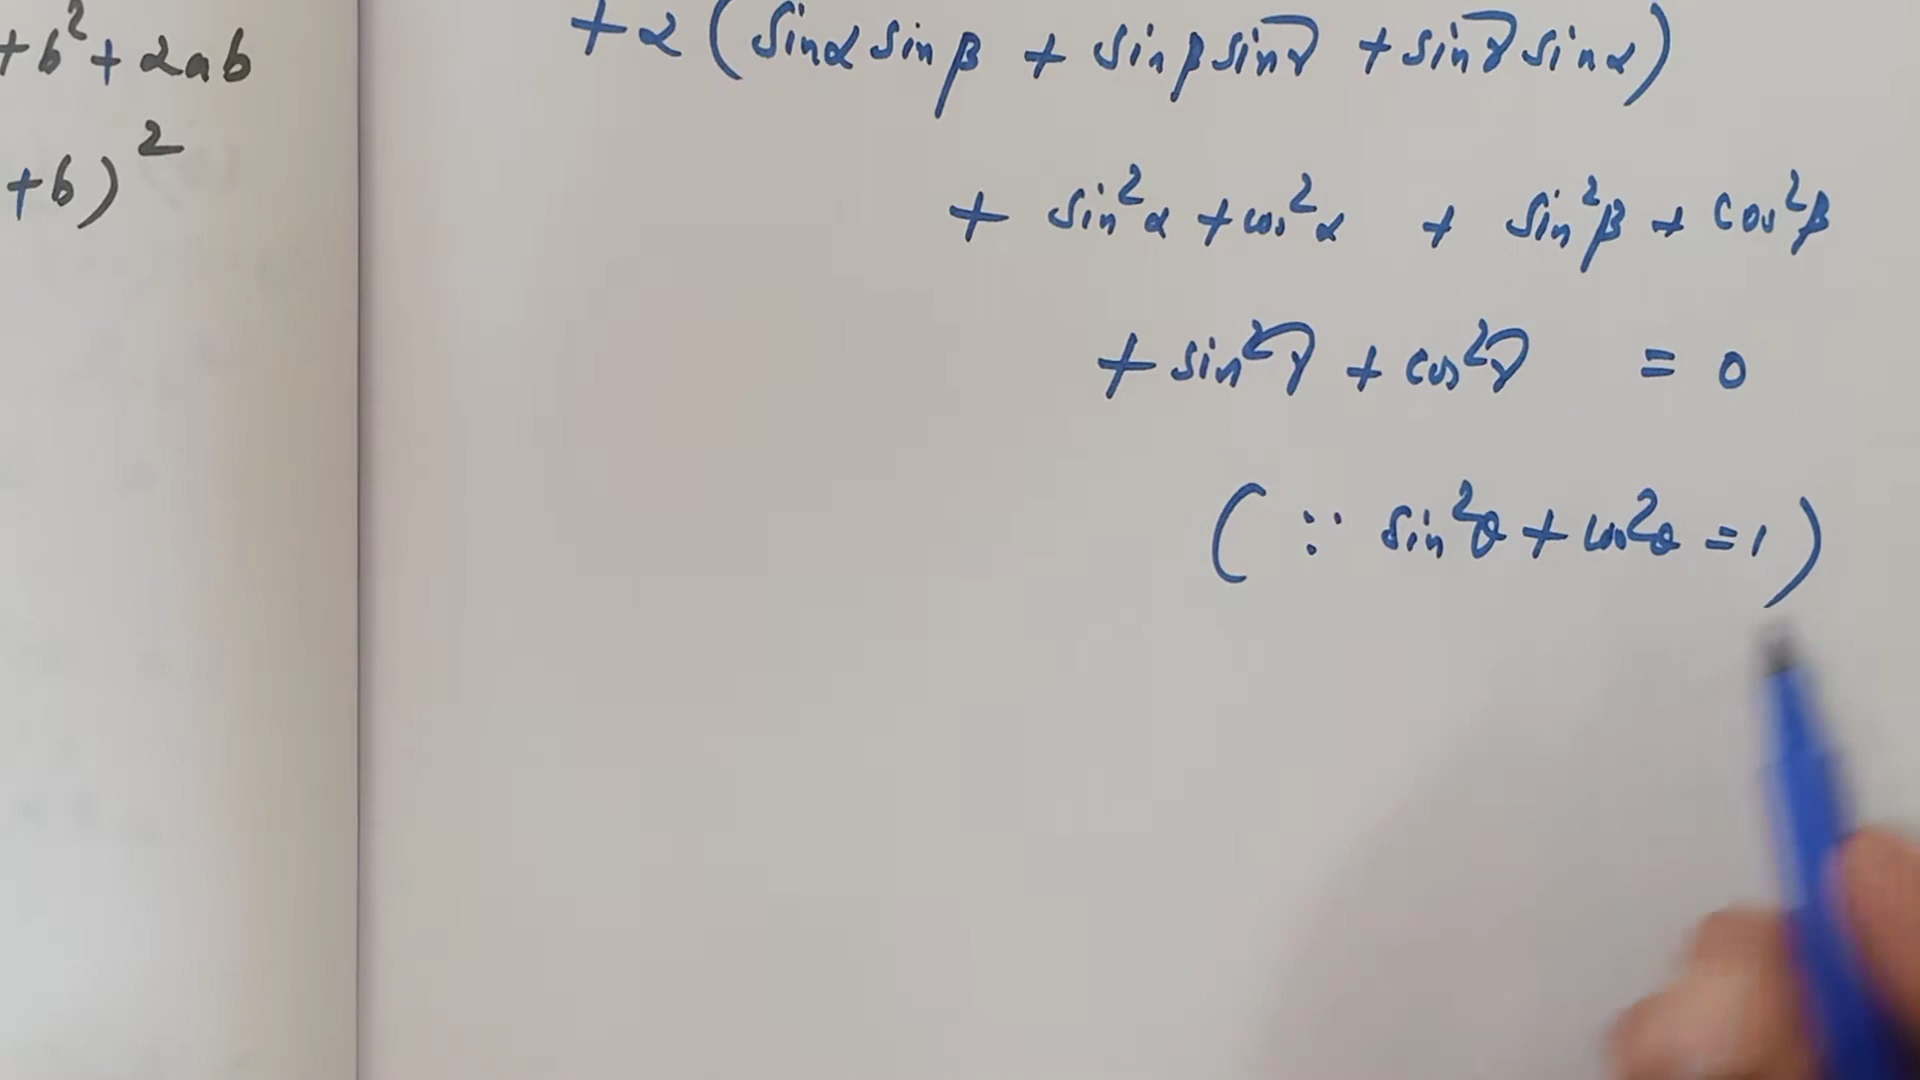 +b²+2ab
+b)²
+2(sinα sinβ + sinβ sinγ + sinγ sinα)
+ sin²α + cos²α + sin²β + cos²β
+ sin²γ + cos²γ = 0
(∵ sin²θ + cos²θ = 1)